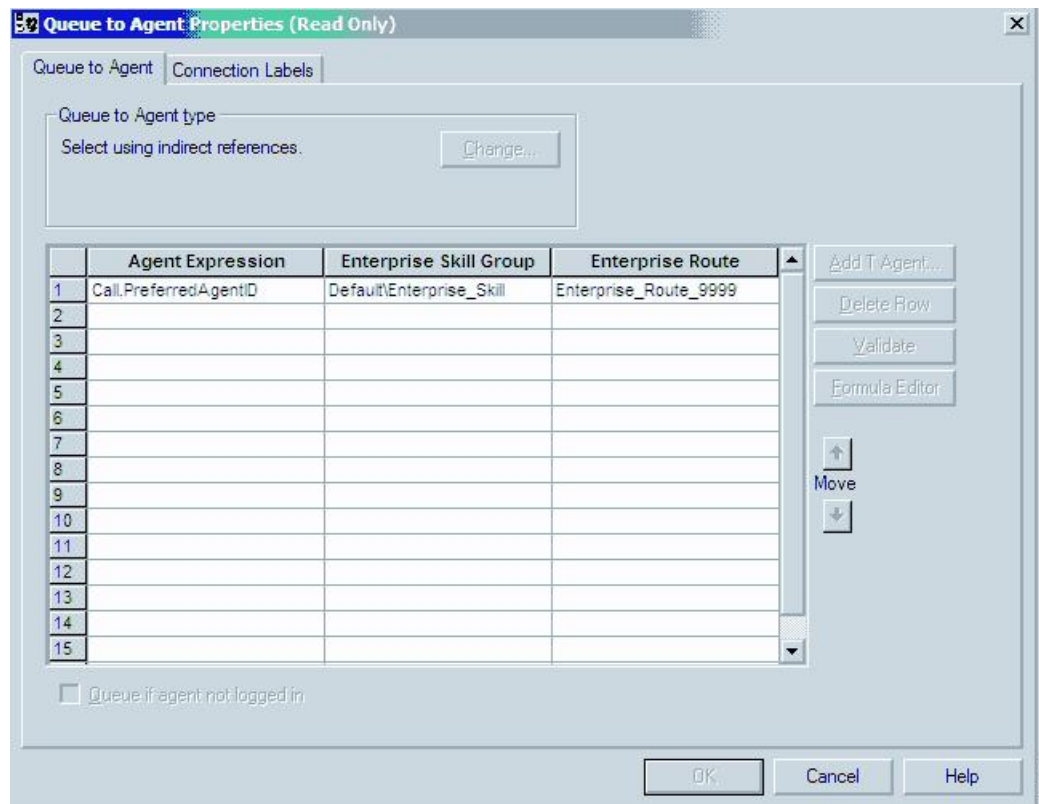 Queue to Agent Properties (Read Only)
Queue to Agent
Connection Labels
Queue to Agent type
Select using indirect references.
Change...
Agent Expression Enterprise Skill Group Enterprise Route
1 Call.PreferredAgentID Default\Enterprise_Skill Enterprise_Route_9999
2
3
4
5
6
7
8
9
10
11
12
13
14
15
Add T Agent...
Delete Row
Validate
Formula Editor
Move
Queue if agent not logged in
OK Cancel Help